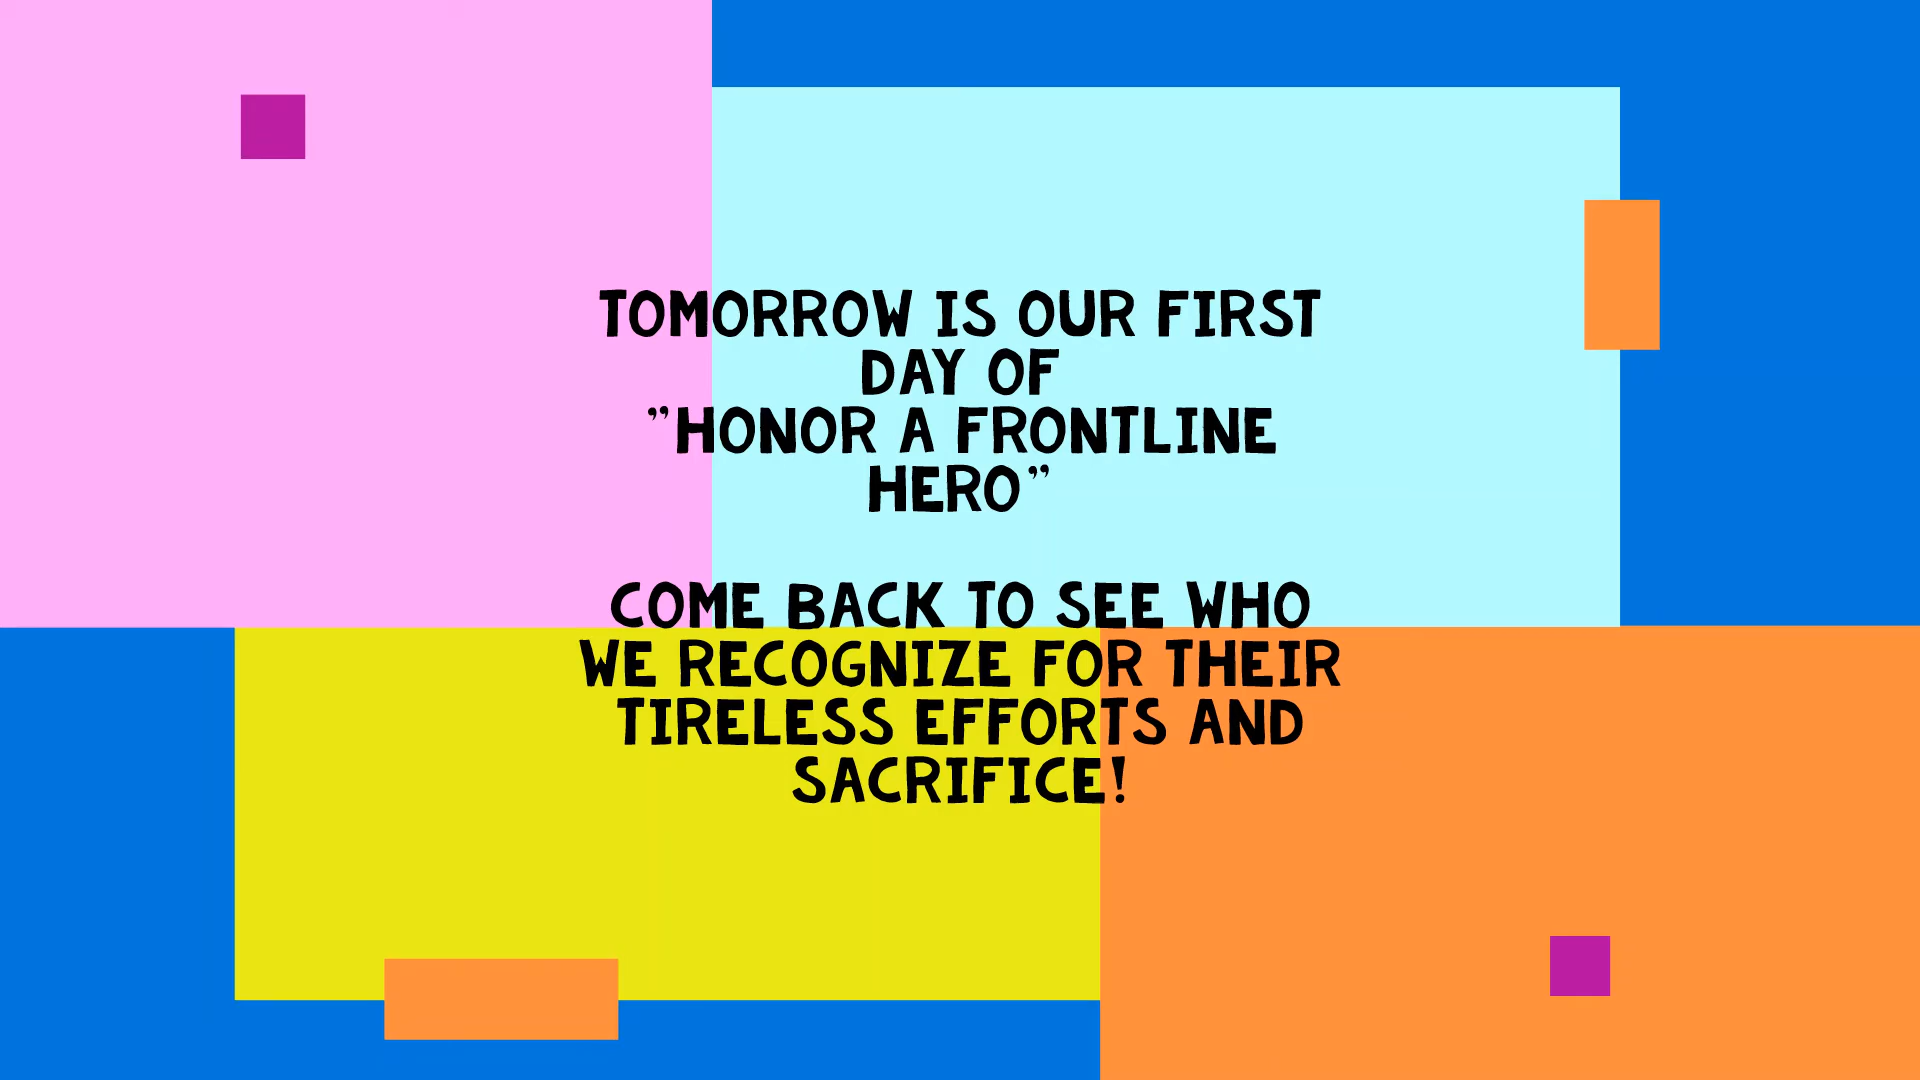 TOMORROW IS OUR FIRST
DAY OF
”HONOR A FRONTLINE
HERO”
COME BACK TO SEE WHO
WE RECOGNIZE FOR THEIR
TIRELESS EFFORTS AND
SACRIFICE!